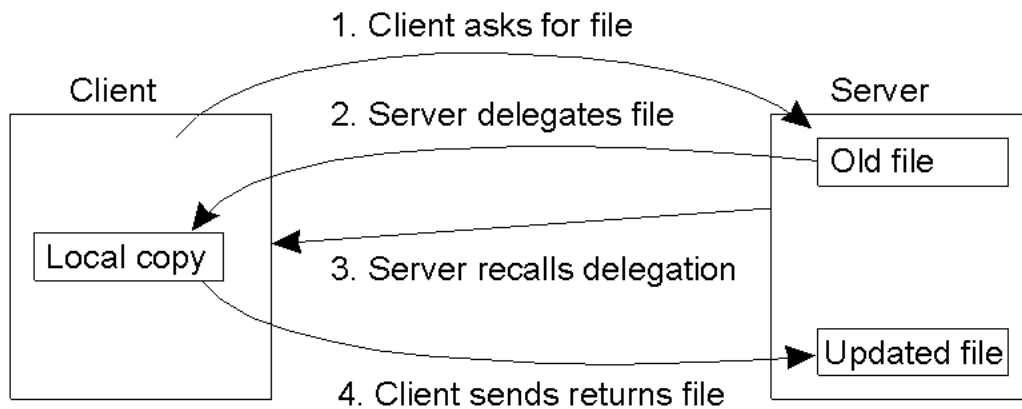 1. Client asks for file
Client
Server
2. Server delegates file
Old file
Local copy
3. Server recalls delegation
Updated file
4. Client sends returns file